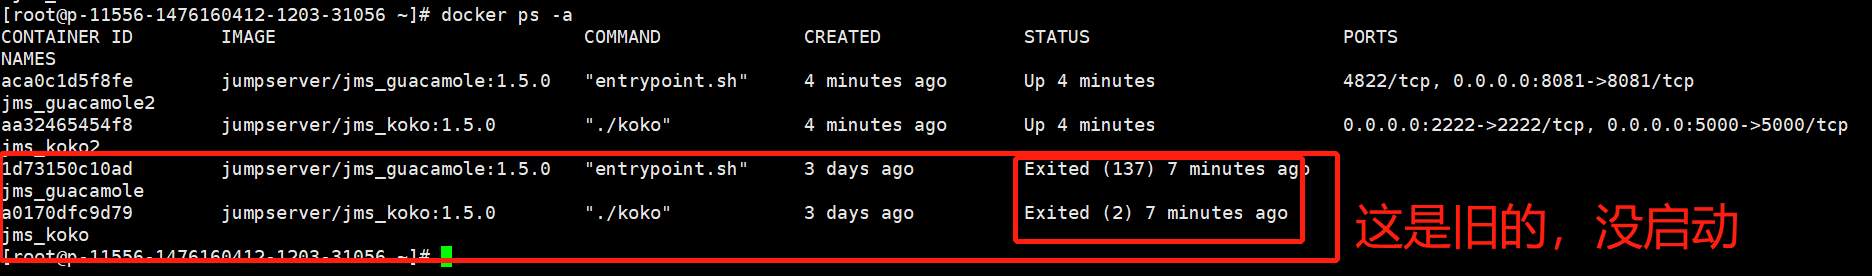 [root@p-11556-1476160412-1203-31056 ~]# docker ps -a
CONTAINER ID        IMAGE                            COMMAND             CREATED             STATUS                       PORTS
NAMES
aca0c1d5f8fe        jumpserver/jms_guacamole:1.5.0   "entrypoint.sh"     4 minutes ago       Up 4 minutes                 4822/tcp, 0.0.0.0:8081->8081/tcp
jms_guacamole2
aa32465454f8        jumpserver/jms_koko:1.5.0        "./koko"            4 minutes ago       Up 4 minutes                 0.0.0.0:2222->2222/tcp, 0.0.0.0:5000->5000/tcp
jms_koko2
1d73150c10ad        jumpserver/jms_guacamole:1.5.0   "entrypoint.sh"     3 days ago          Exited (137) 7 minutes ago
jms_guacamole
a0170dfc9d79        jumpserver/jms_koko:1.5.0        "./koko"            3 days ago          Exited (2) 7 minutes ago
jms_koko
[root@p-11556-1476160412-1203-31056 ~]#
这是旧的，没启动